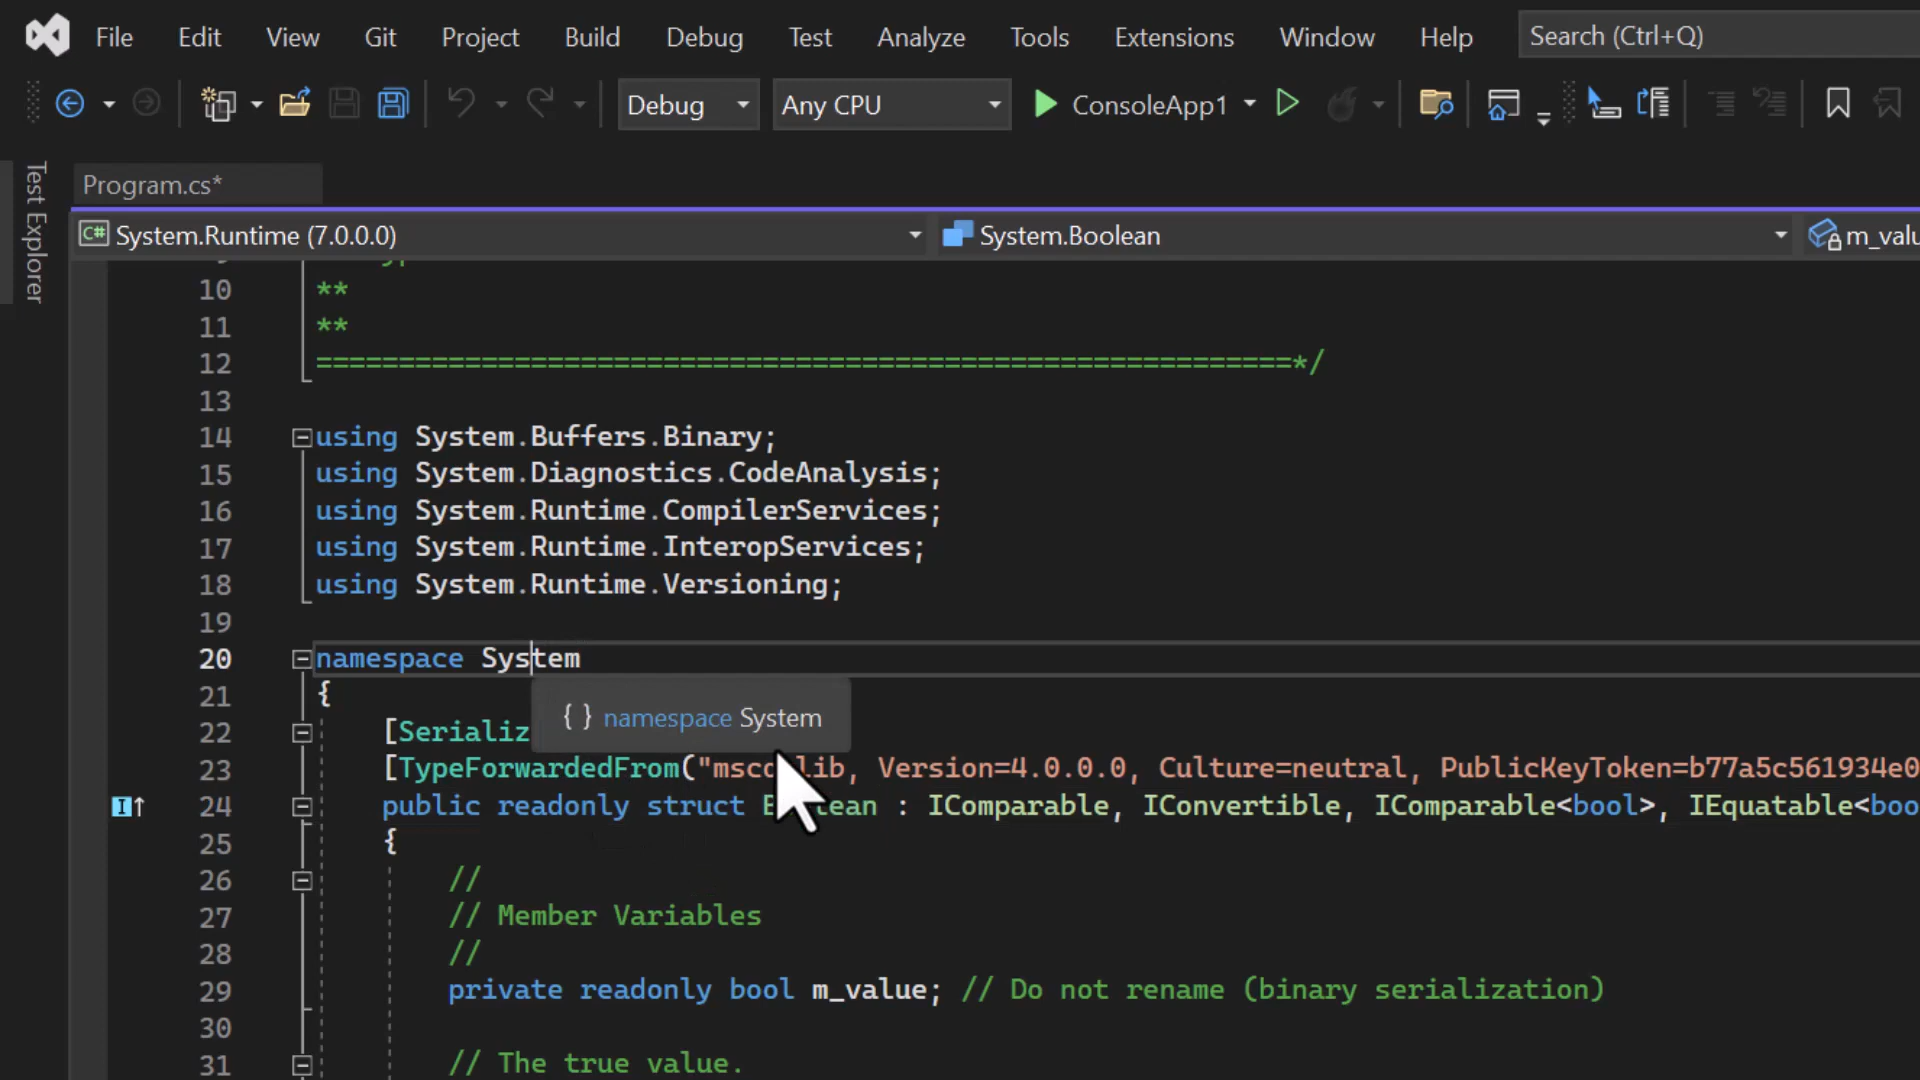 File Edit View Git Project Build Debug Test Analyze Tools Extensions Window Help Search (Ctrl+Q)
Debug Any CPU ConsoleApp1
Test Explorer
Program.cs*
C# System.Runtime (7.0.0.0) System.Boolean m_valu
10 **
11 **
12 ===========================================================*/
13
14 using System.Buffers.Binary;
15 using System.Diagnostics.CodeAnalysis;
16 using System.Runtime.CompilerServices;
17 using System.Runtime.InteropServices;
18 using System.Runtime.Versioning;
19
20 namespace System
21 {
{ } namespace System
22 [Serializ
23 [TypeForwardedFrom("msco lib, Version=4.0.0.0, Culture=neutral, PublicKeyToken=b77a5c561934e0
24 public readonly struct B lean : IComparable, IConvertible, IComparable<bool>, IEquatable<boo
25 {
26 //
27 // Member Variables
28 //
29 private readonly bool m_value; // Do not rename (binary serialization)
30
31 // The true value.